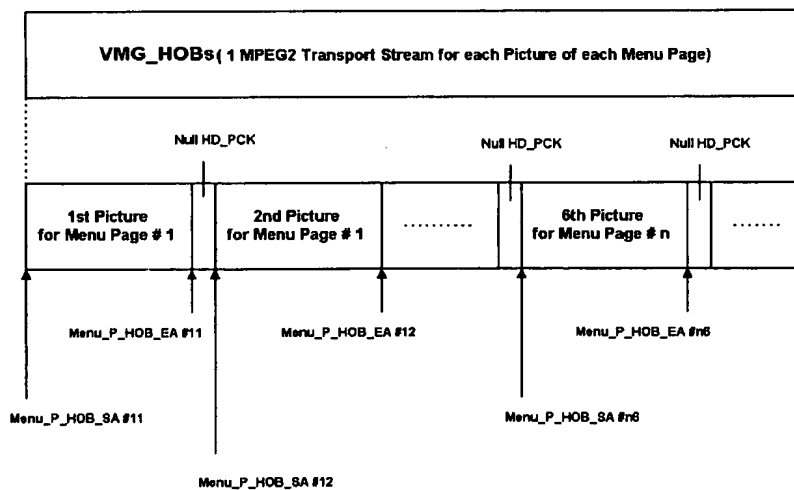 VMG_HOBs ( 1 MPEG2 Transport Stream for each Picture of each Menu Page)
Null HD_PCK
Null HD_PCK
Null HD_PCK
1st Picture
for Menu Page # 1
2nd Picture
for Menu Page # 1
.........
6th Picture
for Menu Page # n
......
Menu_P_HOB_EA #11
Menu_P_HOB_EA #12
Menu_P_HOB_EA #n6
Menu_P_HOB_SA #11
Menu_P_HOB_SA #n6
Menu_P_HOB_SA #12